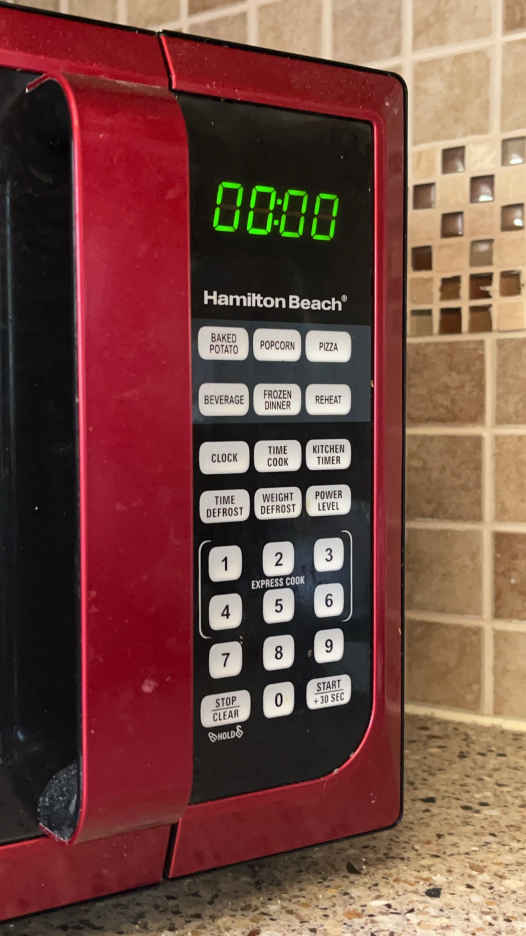 00:00
Hamilton Beach®
BAKED
POTATO
POPCORN
PIZZA
BEVERAGE
FROZEN
DINNER
REHEAT
CLOCK
TIME
COOK
KITCHEN
TIMER
TIME
DEFROST
WEIGHT
DEFROST
POWER
LEVEL
1
2
3
EXPRESS COOK
4
5
6
7
8
9
STOP
CLEAR
0
START
+30 SEC
HOLD